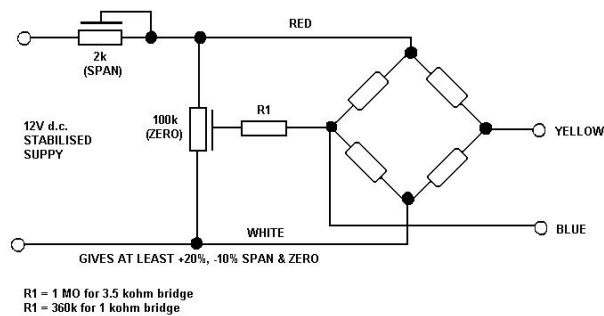 RED
2k
(SPAN)
100k
(ZERO)
R1
12V d.c.
STABILISED
SUPPY
YELLOW
WHITE
BLUE
GIVES AT LEAST +20%, -10% SPAN & ZERO
R1 = 1 MO for 3.5 kohm bridge
R1 = 360k for 1 kohm bridge